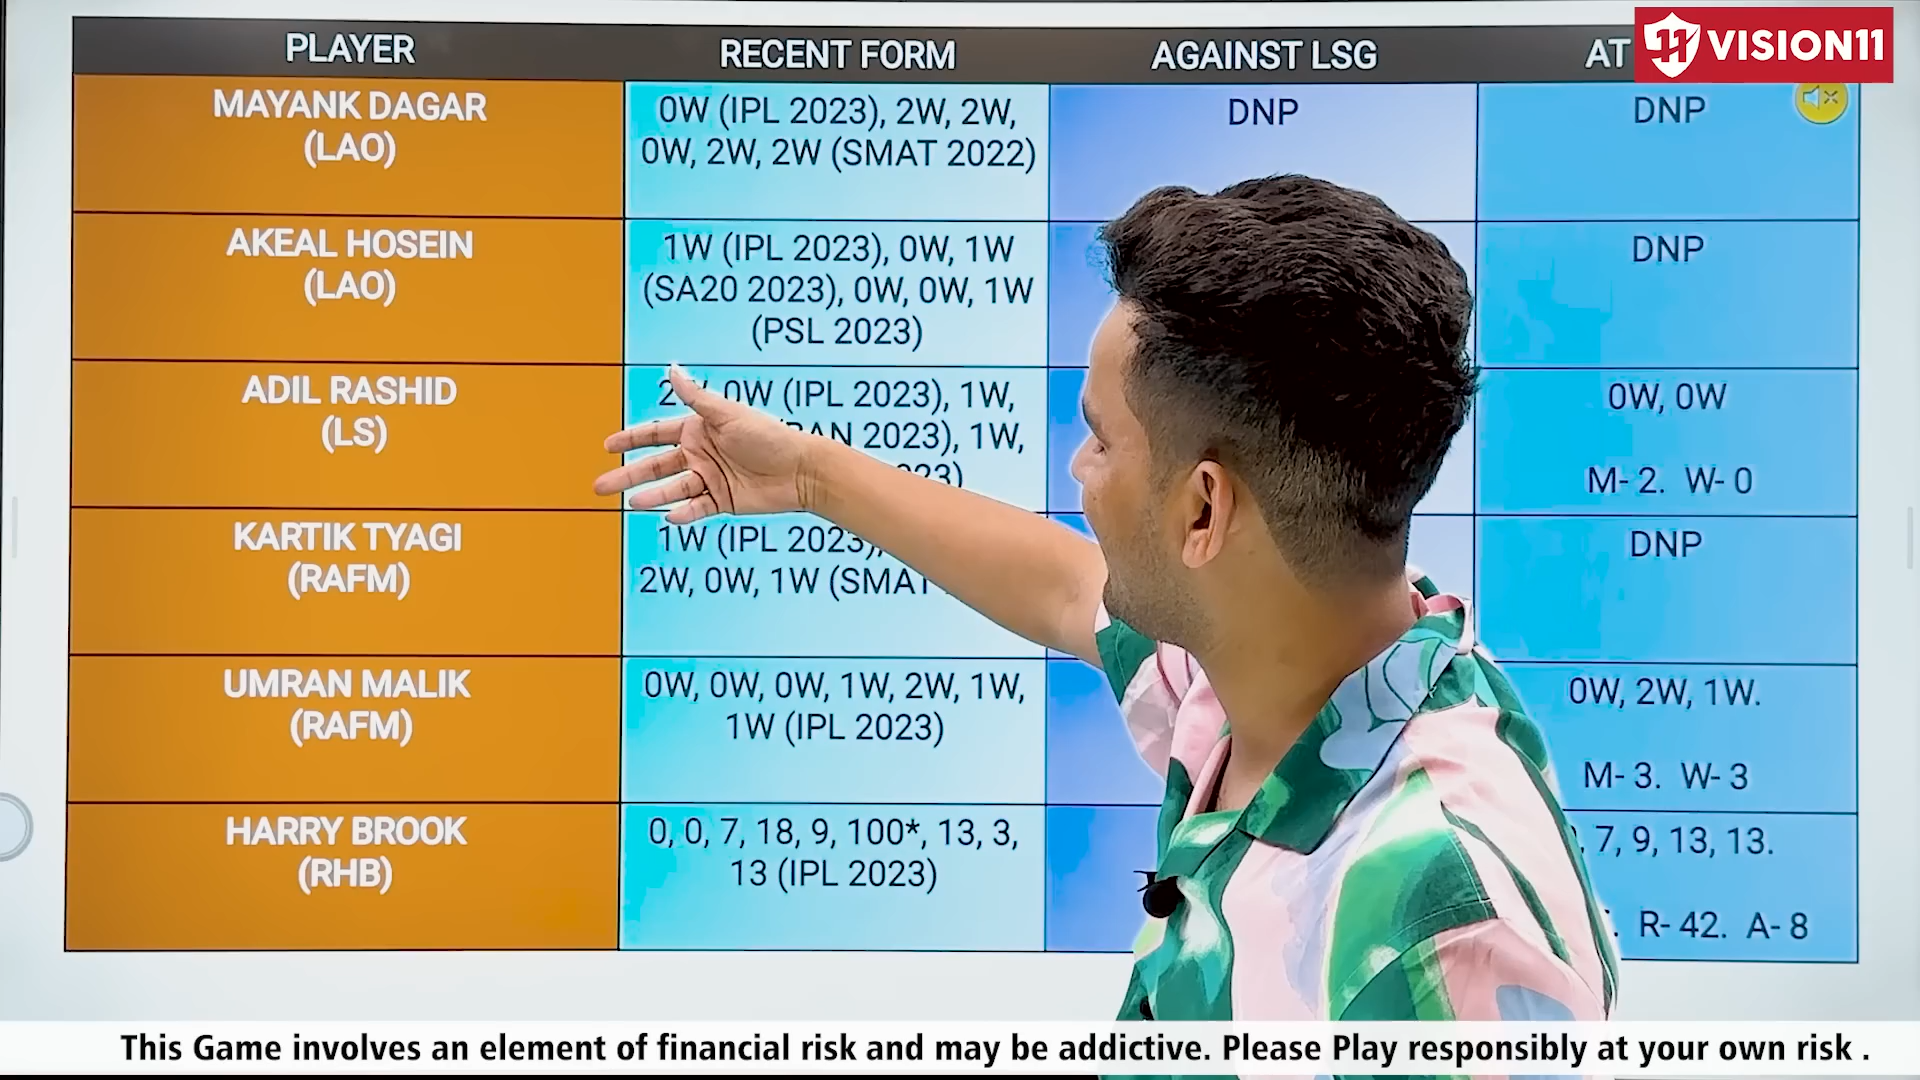 PLAYER
RECENT FORM
AGAINST LSG
AT
VISION11
MAYANK DAGAR
(LAO)
0W (IPL 2023), 2W, 2W,
0W, 2W, 2W (SMAT 2022)
DNP
DNP
AKEAL HOSEIN
(LAO)
1W (IPL 2023), 0W, 1W
(SA20 2023), 0W, 0W, 1W
(PSL 2023)
DNP
ADIL RASHID
(LS)
0W (IPL 2023), 1W,
2023), 1W,
0W, 0W
M- 2. W- 0
KARTIK TYAGI
(RAFM)
1W (IPL 2023),
2W, 0W, 1W (SMAT
DNP
UMRAN MALIK
(RAFM)
0W, 0W, 0W, 1W, 2W, 1W,
1W (IPL 2023)
0W, 2W, 1W.
M- 3. W- 3
HARRY BROOK
(RHB)
0, 0, 7, 18, 9, 100*, 13, 3,
13 (IPL 2023)
, 7, 9, 13, 13.
R- 42. A- 8
This Game involves an element of financial risk and may be addictive. Please Play responsibly at your own risk .